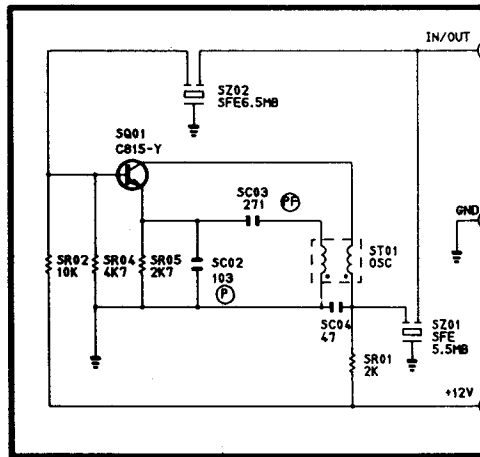 IN/OUT
SZ02
SFE6.5MB
SQ01
C815-Y
SC03
271
PF
GND
ST01
OSC
SR02
10K
SR04
4K7
SR05
2K7
SC02
103
P
SC04
47
SZ01
SFE
5.5MB
SR01
2K
+12V